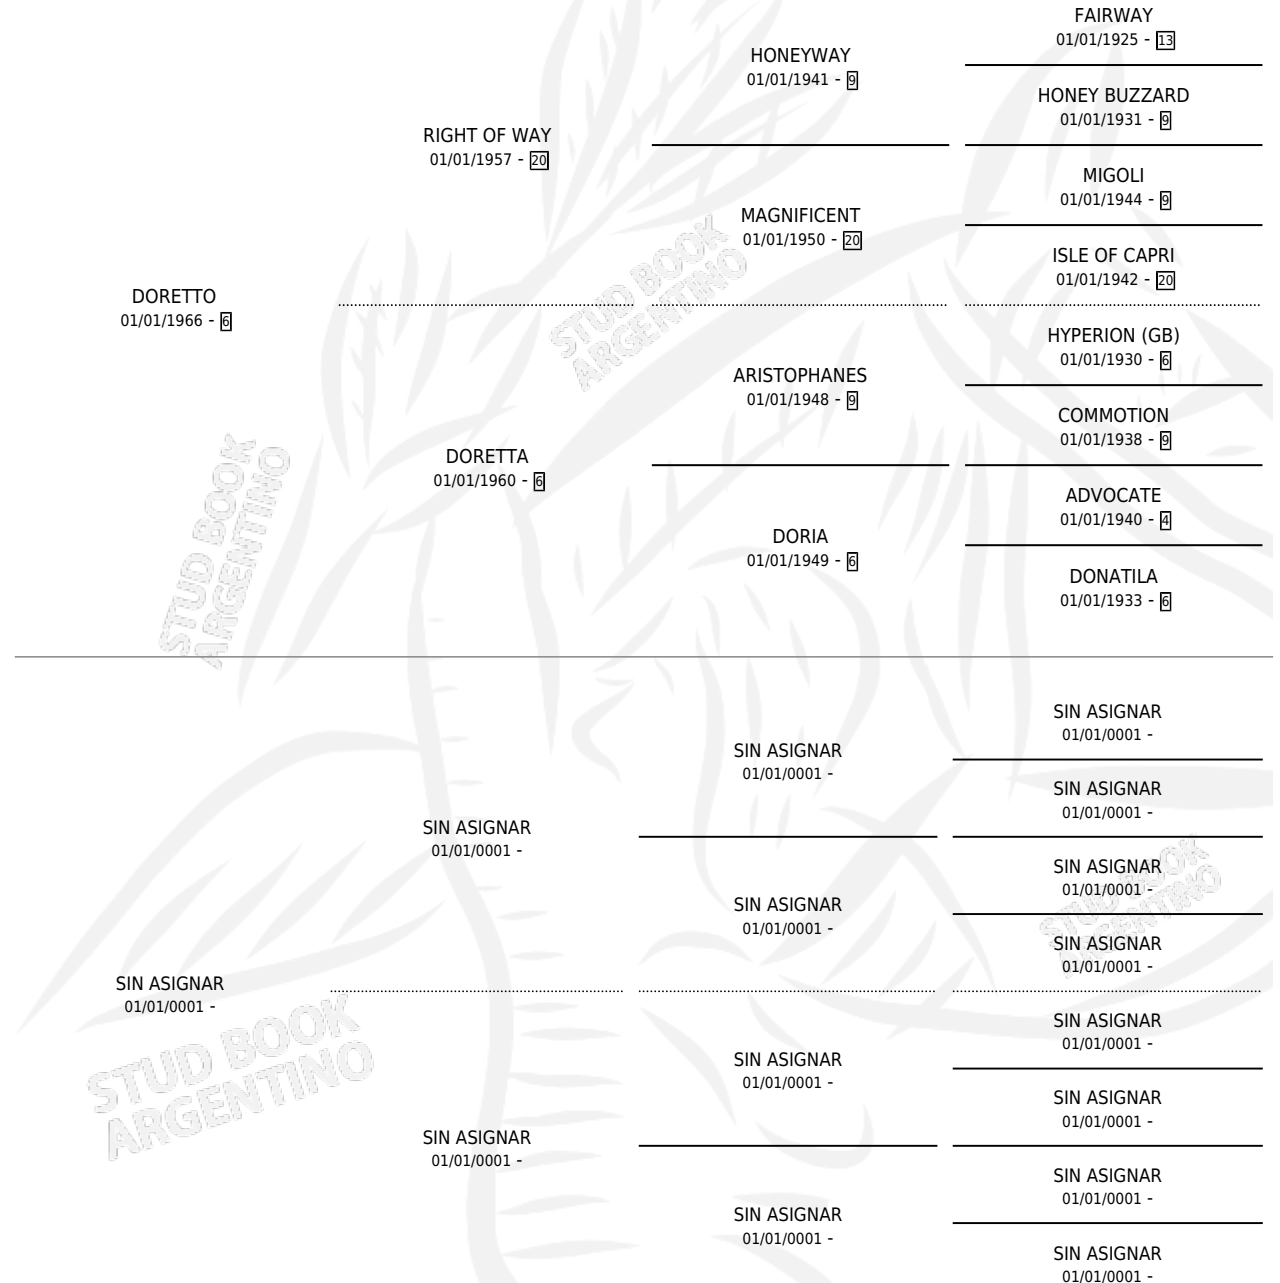 FAIRWAY
01/01/1925 - 13
HONEYWAY
01/01/1941 - 9
HONEY BUZZARD
01/01/1931 - 9
RIGHT OF WAY
01/01/1957 - 20
MIGOLI
01/01/1944 - 9
MAGNIFICENT
01/01/1950 - 20
ISLE OF CAPRI
01/01/1942 - 20
DORETTO
01/01/1966 - 6
HYPERION (GB)
01/01/1930 - 6
ARISTOPHANES
01/01/1948 - 9
COMMOTION
01/01/1938 - 9
DORETTA
01/01/1960 - 6
ADVOCATE
01/01/1940 - 4
DORIA
01/01/1949 - 6
DONATILA
01/01/1933 - 6
SIN ASIGNAR
01/01/0001 -
SIN ASIGNAR
01/01/0001 -
SIN ASIGNAR
01/01/0001 -
SIN ASIGNAR
01/01/0001 -
SIN ASIGNAR
01/01/0001 -
SIN ASIGNAR
01/01/0001 -
SIN ASIGNAR
01/01/0001 -
SIN ASIGNAR
01/01/0001 -
SIN ASIGNAR
01/01/0001 -
SIN ASIGNAR
01/01/0001 -
SIN ASIGNAR
01/01/0001 -
SIN ASIGNAR
01/01/0001 -
SIN ASIGNAR
01/01/0001 -
SIN ASIGNAR
01/01/0001 -
SIN ASIGNAR
01/01/0001 -
STUD BOOK
ARGENTINO
STUD BOOK
ARGENTINO
STUD BOOK
ARGENTINO
STUD BOOK
ARGENTINO